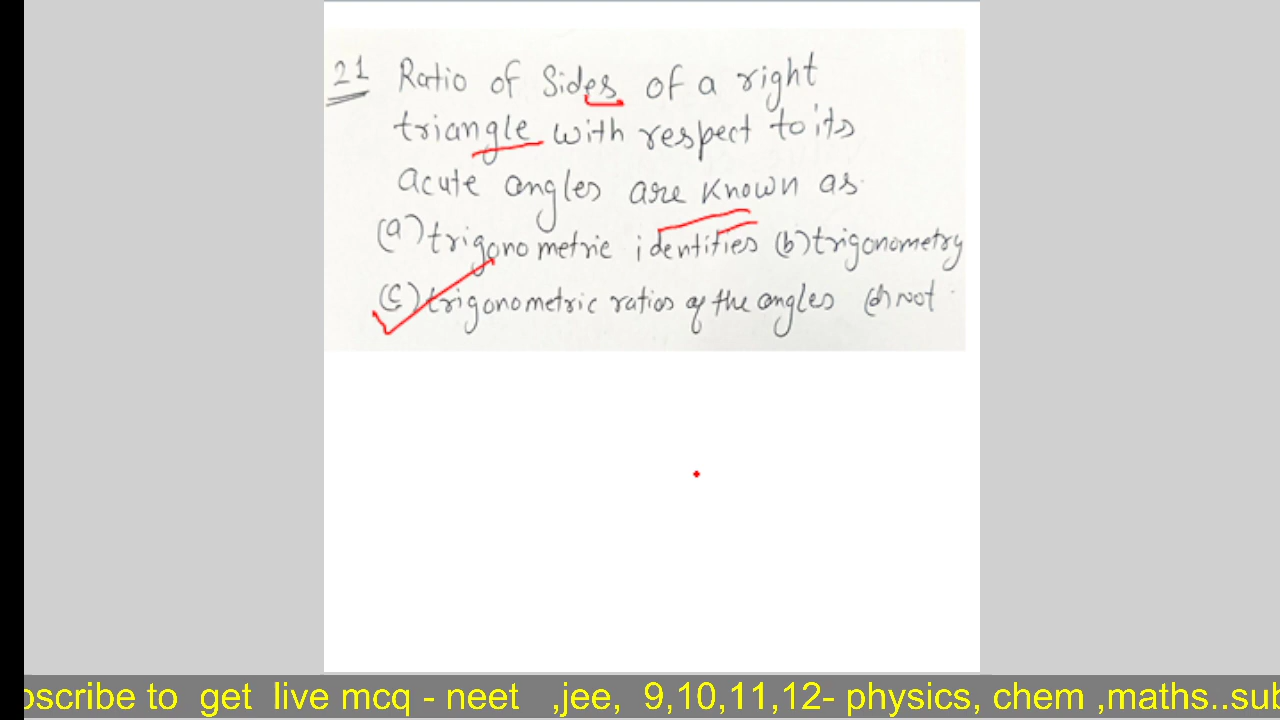 21 Ratio of Sides of a right
triangle with respect to its
acute angles are known as
(a) trigonometric identities (b) trigonometry
(c) trigonometric ratios of the angles (d) not
bscribe to get live mcq - neet ,jee, 9,10,11,12- physics, chem ,maths..sub